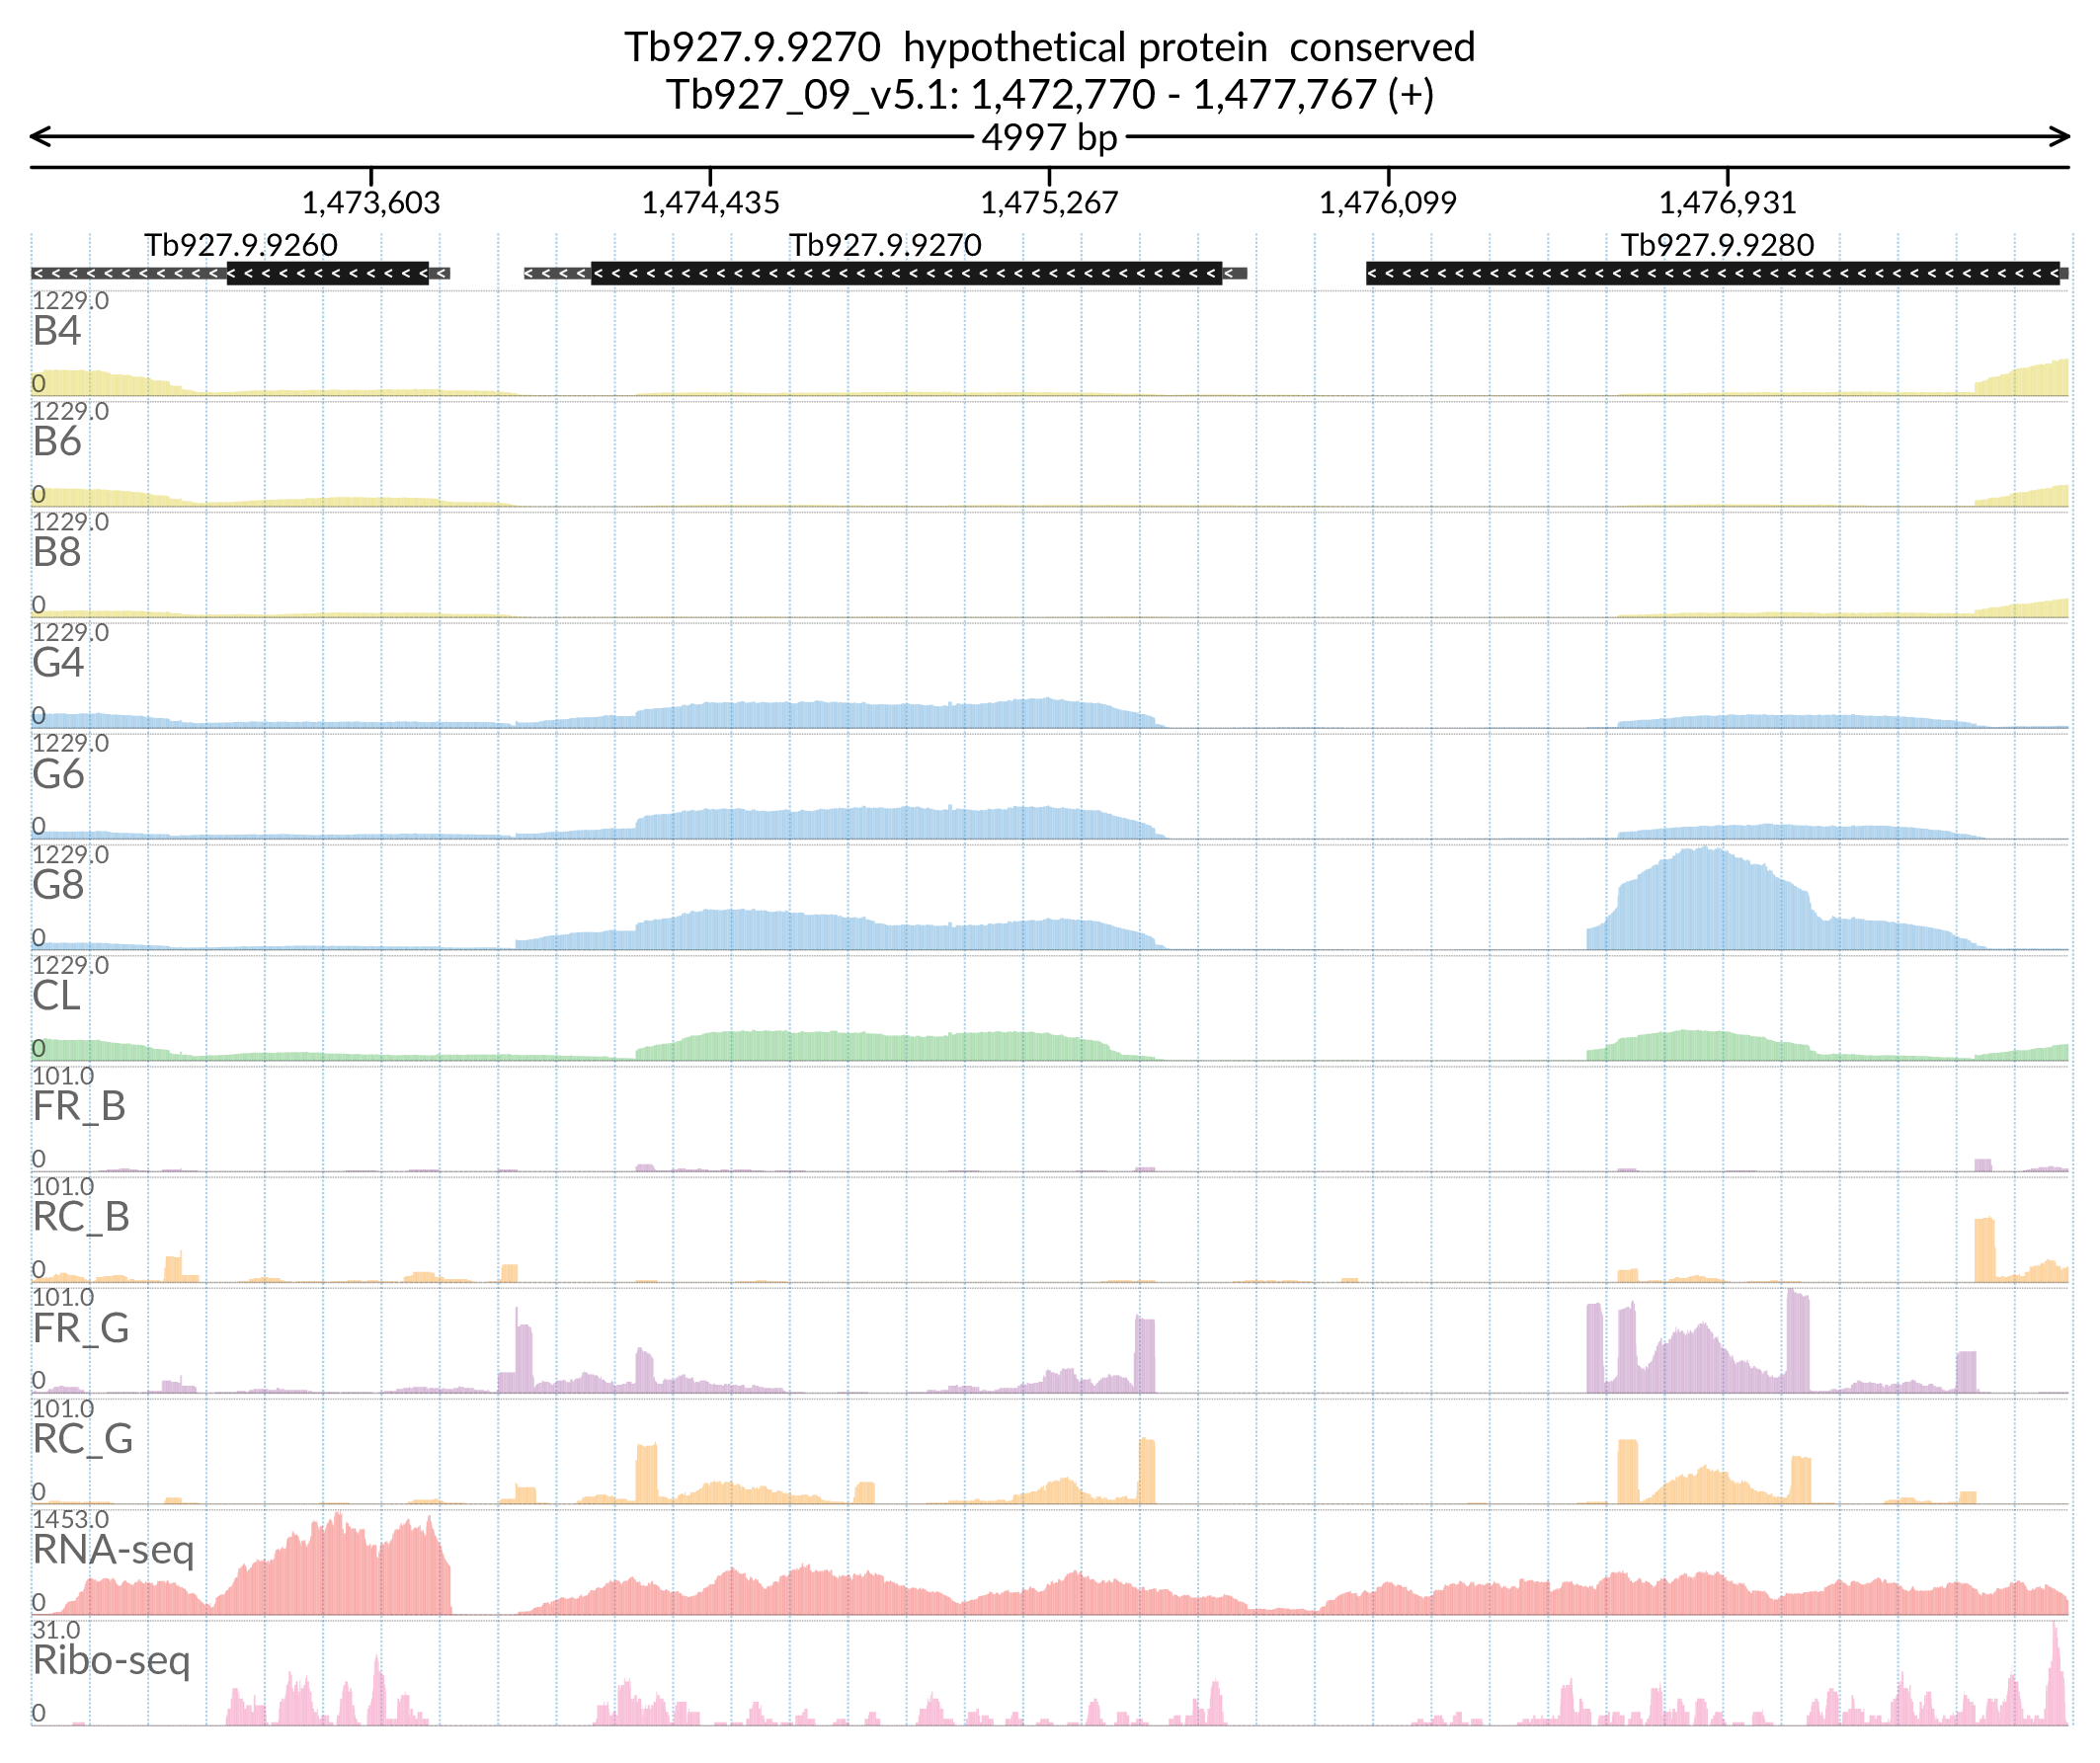 Tb927.9.9270 hypothetical protein conserved
Tb927_09_v5.1: 1,472,770 - 1,477,767 (+)
4997 bp
1,473,603 1,474,435 1,475,267 1,476,099 1,476,931
Tb927.9.9260 Tb927.9.9270 Tb927.9.9280
1229.0
B4
0
1229.0
B6
0
1229.0
B8
0
1229.0
G4
0
1229.0
G6
0
1229.0
G8
0
1229.0
CL
0
101.0
FR_B
0
101.0
RC_B
0
101.0
FR_G
0
101.0
RC_G
0
1453.0
RNA-seq
0
31.0
Ribo-seq
0